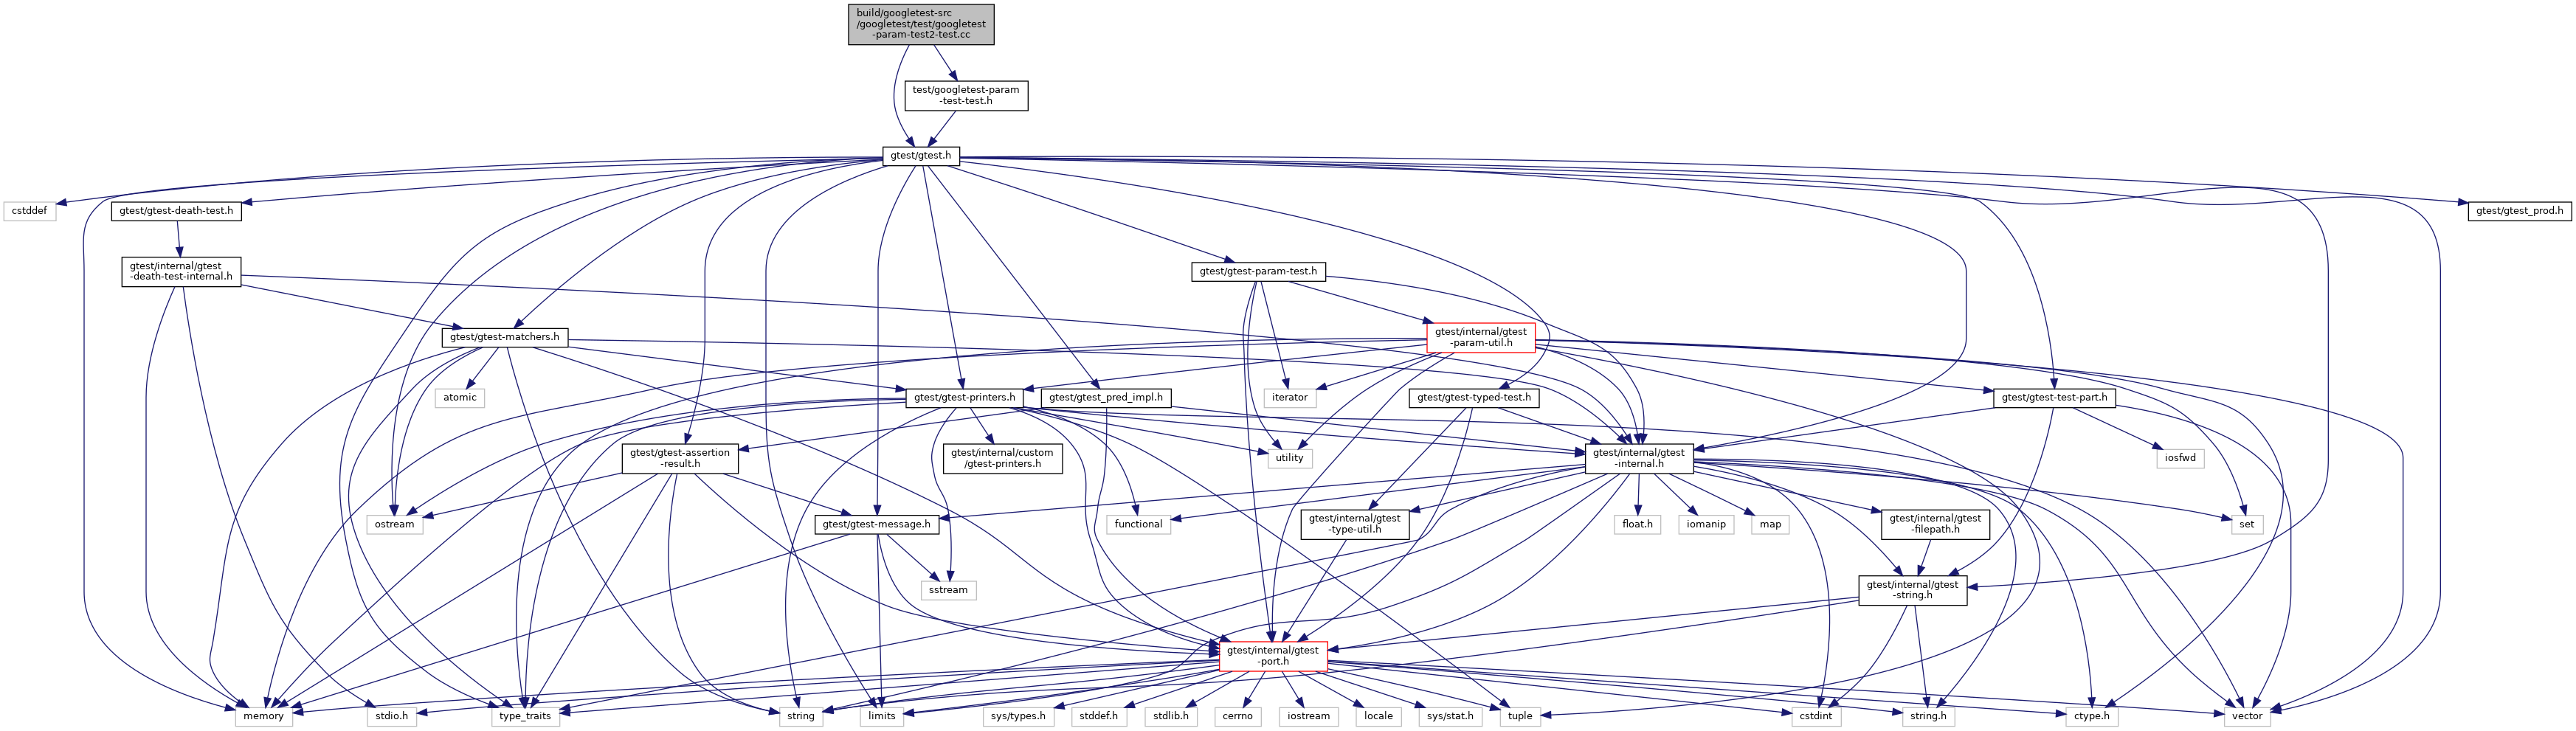 build/googletest-src
/googletest/test/googletest
-param-test2-test.cc
test/googletest-param
-test-test.h
gtest/gtest.h
cstddef
gtest/gtest-death-test.h
gtest/gtest_prod.h
gtest/internal/gtest
-death-test-internal.h
gtest/gtest-param-test.h
gtest/gtest-matchers.h
gtest/internal/gtest
-param-util.h
atomic
gtest/gtest-printers.h
gtest/gtest_pred_impl.h
iterator
gtest/gtest-typed-test.h
gtest/gtest-test-part.h
gtest/gtest-assertion
-result.h
gtest/internal/custom
/gtest-printers.h
utility
gtest/internal/gtest
-internal.h
iosfwd
ostream
gtest/gtest-message.h
functional
gtest/internal/gtest
-type-util.h
float.h
iomanip
map
gtest/internal/gtest
-filepath.h
set
sstream
gtest/internal/gtest
-string.h
gtest/internal/gtest
-port.h
memory
stdio.h
type_traits
string
limits
sys/types.h
stddef.h
stdlib.h
cerrno
iostream
locale
sys/stat.h
tuple
cstdint
string.h
ctype.h
vector